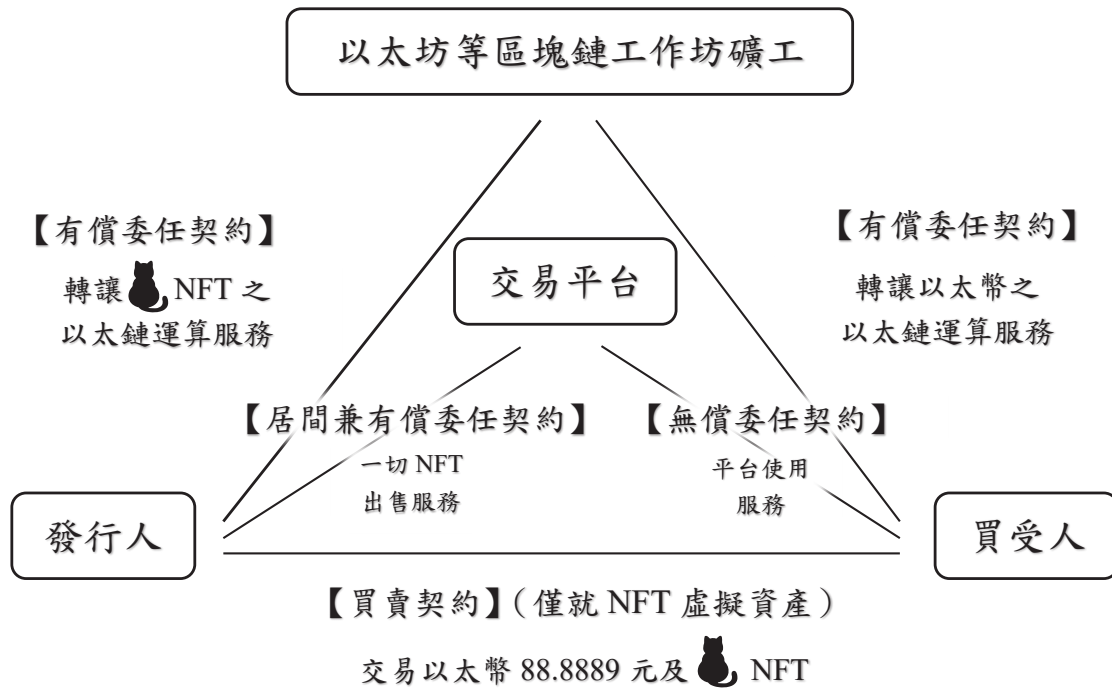 以太坊等區塊鏈工作坊礦工
【有償委任契約】
轉讓 NFT 之
以太鏈運算服務
【有償委任契約】
轉讓以太幣之
以太鏈運算服務
交易平台
【居間兼有償委任契約】
一切 NFT
出售服務
【無償委任契約】
平台使用
服務
發行人
買受人
【買賣契約】(僅就 NFT 虛擬資產)
交易以太幣 88.8889 元及 NFT